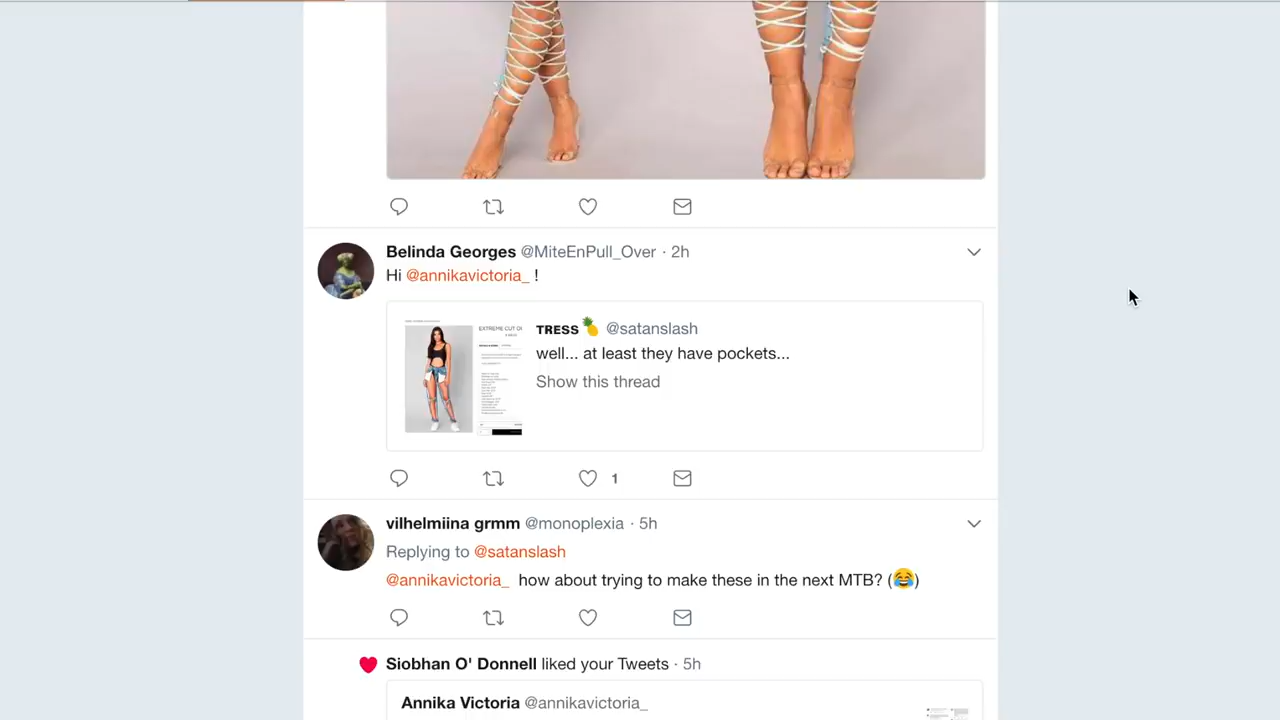 Belinda Georges @MiteEnPull_Over · 2h
Hi @annikavictoria_ !
EXTREME CUT O
TRESS🍍 @satanslash
well... at least they have pockets...
Show this thread
1
vilhelmiina grmm @monoplexia · 5h
Replying to @satanslash
@annikavictoria_ how about trying to make these in the next MTB? (😂)
Siobhan O' Donnell liked your Tweets · 5h
Annika Victoria @annikavictoria_